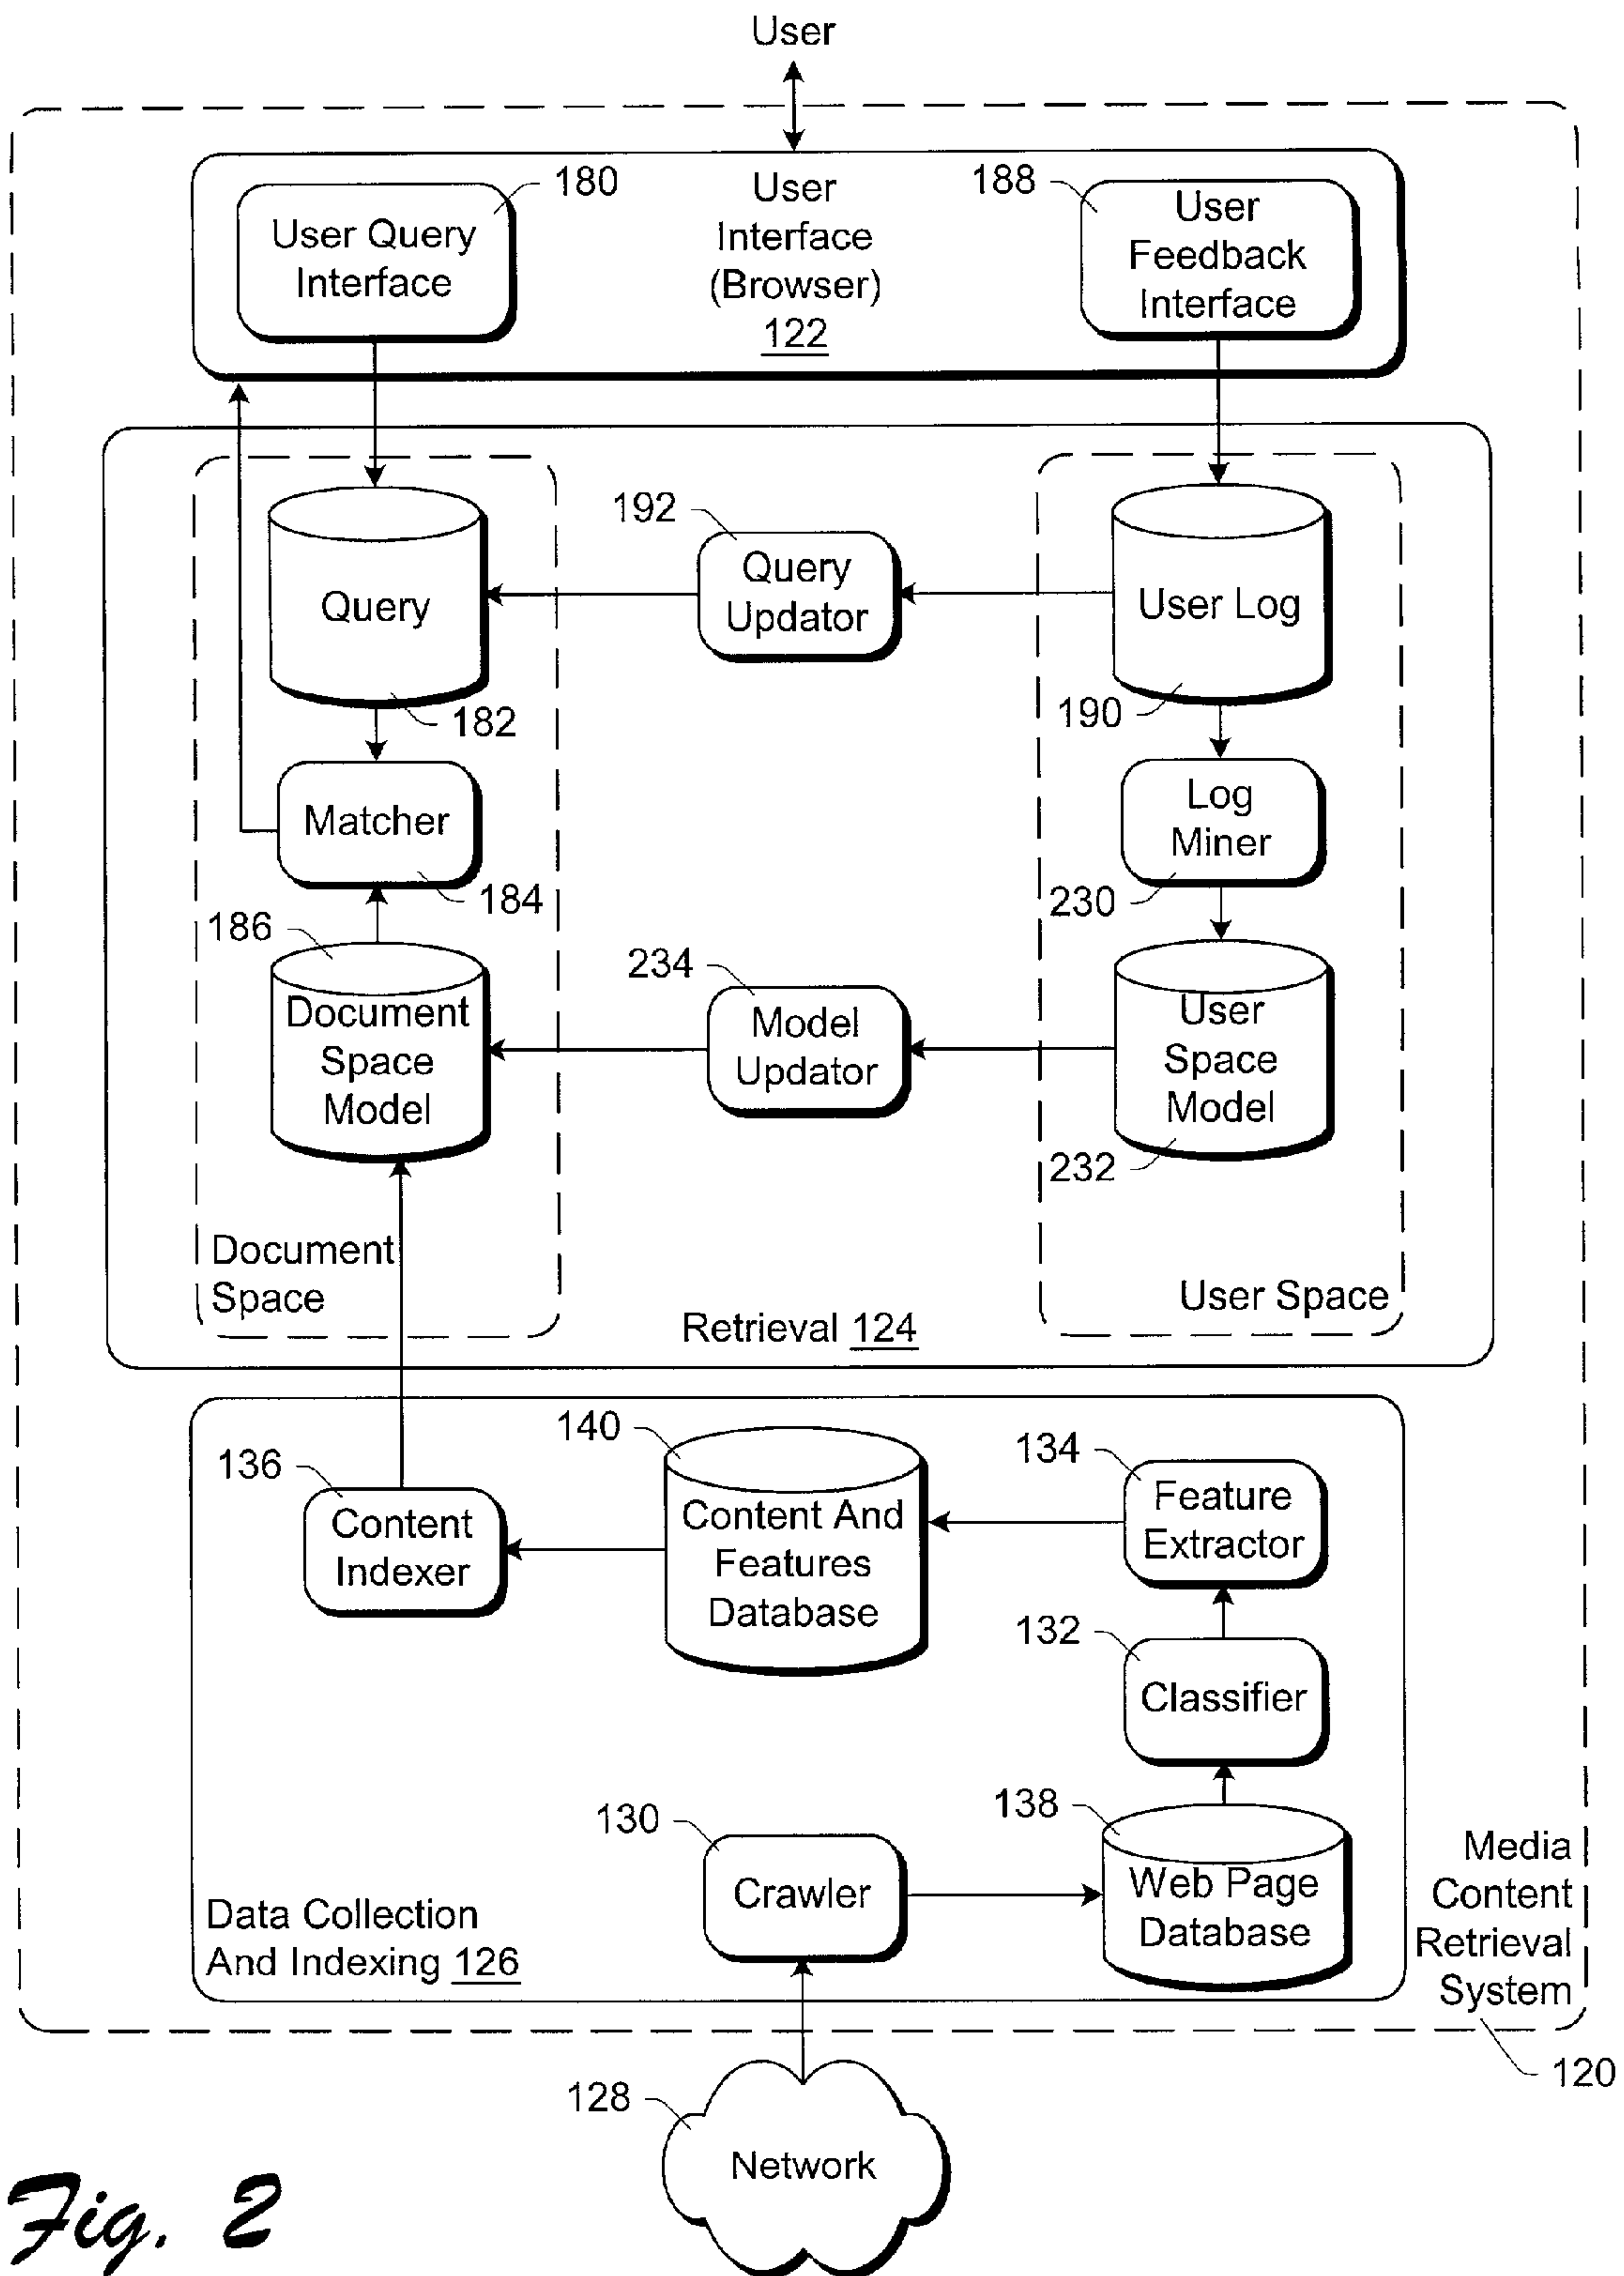 User
180
User Query
Interface
User
Interface
(Browser)
122
188
User
Feedback
Interface
Query
182
192
Query
Updator
User Log
190
Matcher
184
Log
Miner
230
186
Document
Space
Model
234
Model
Updator
User
Space
Model
232
Document
Space
Retrieval 124
User Space
136
Content
Indexer
140
Content And
Features
Database
134
Feature
Extractor
132
Classifier
130
Crawler
138
Web Page
Database
Data Collection
And Indexing 126
Media
Content
Retrieval
System
120
128
Network
Fig. 2